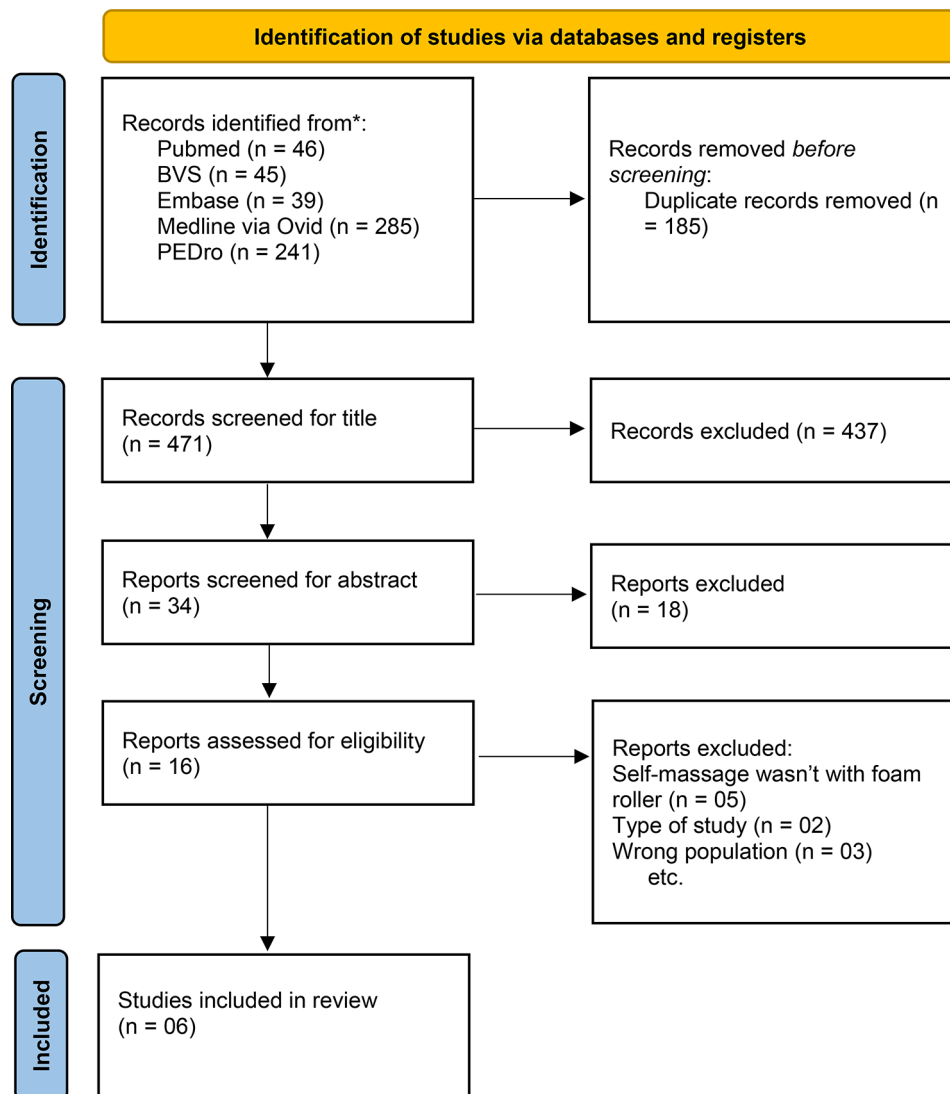 Identification of studies via databases and registers
Identification
Records identified from*:
Pubmed (n = 46)
BVS (n = 45)
Embase (n = 39)
Medline via Ovid (n = 285)
PEDro (n = 241)
Records removed before
screening:
Duplicate records removed (n
= 185)
Screening
Records screened for title
(n = 471)
Records excluded (n = 437)
Reports screened for abstract
(n = 34)
Reports excluded
(n = 18)
Reports assessed for eligibility
(n = 16)
Reports excluded:
Self-massage wasn’t with foam
roller (n = 05)
Type of study (n = 02)
Wrong population (n = 03)
etc.
Included
Studies included in review
(n = 06)